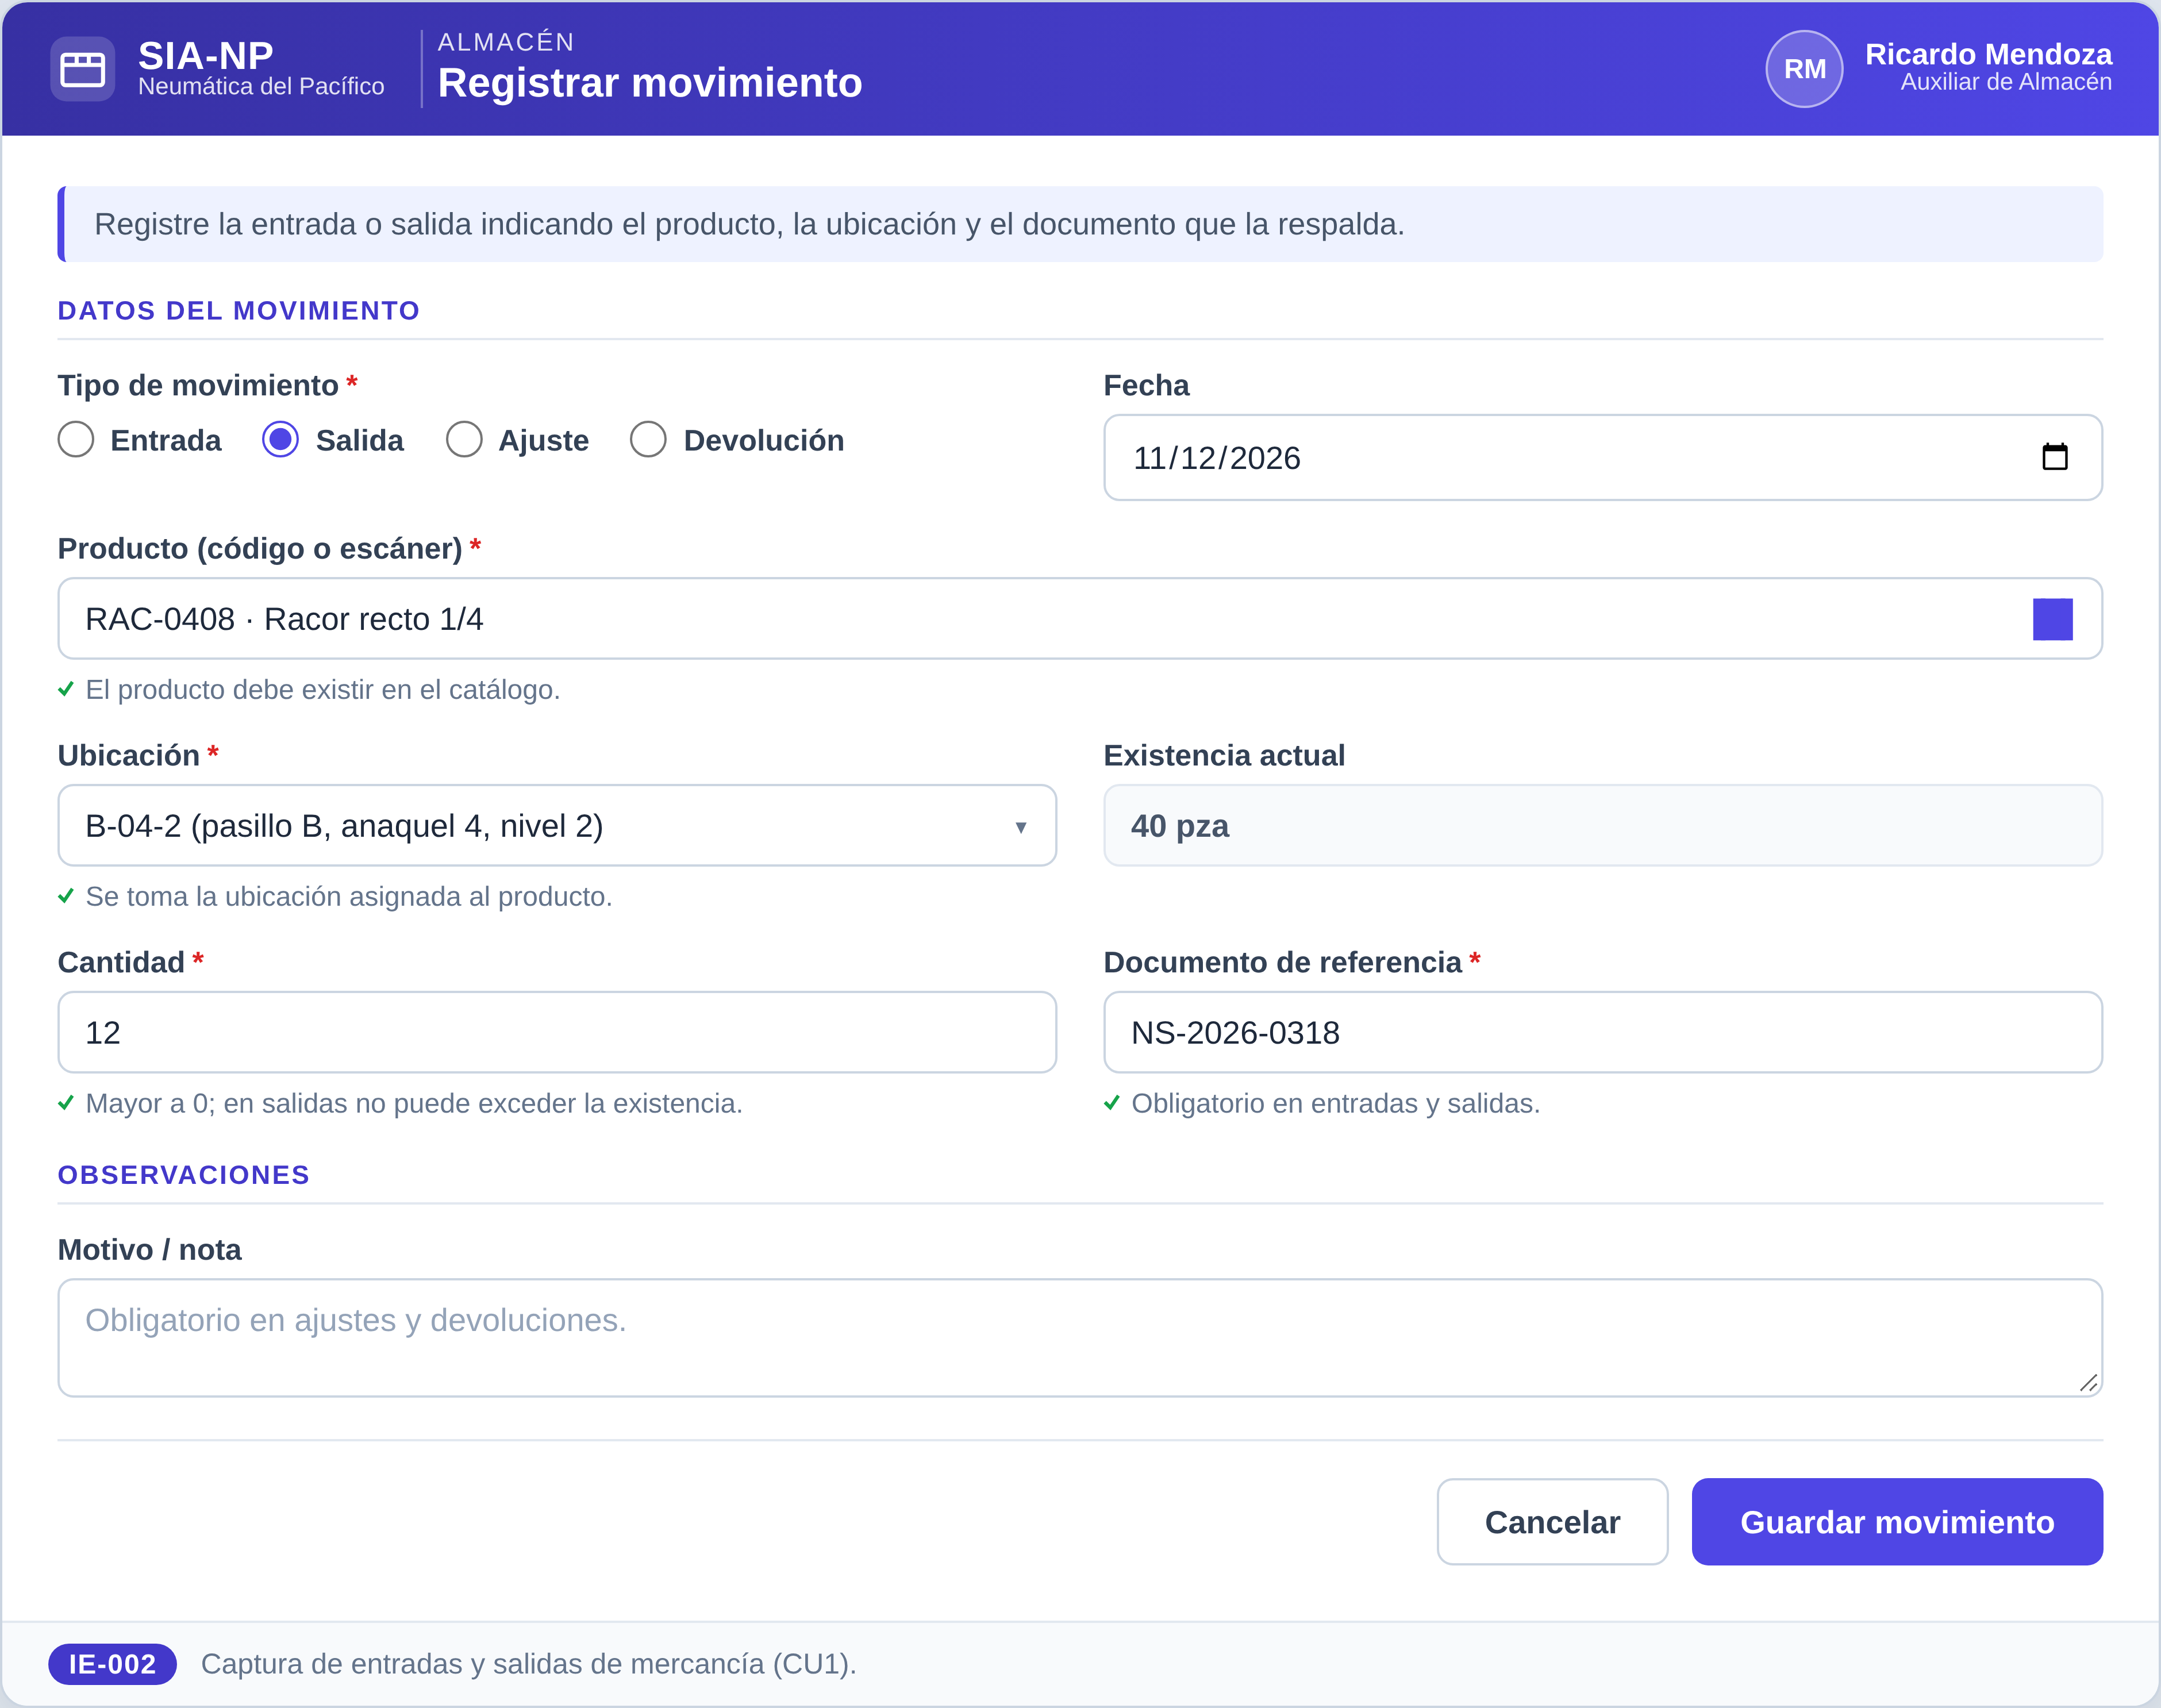 SIA-NP
Neumática del Pacífico
ALMACÉN
Registrar movimiento
RM
Ricardo Mendoza
Auxiliar de Almacén
Registre la entrada o salida indicando el producto, la ubicación y el documento que la respalda.
DATOS DEL MOVIMIENTO
Tipo de movimiento *
Entrada Salida Ajuste Devolución
Fecha
11/12/2026
Producto (código o escáner) *
RAC-0408 · Racor recto 1/4
El producto debe existir en el catálogo.
Ubicación *
B-04-2 (pasillo B, anaquel 4, nivel 2)
Se toma la ubicación asignada al producto.
Existencia actual
40 pza
Cantidad *
12
Mayor a 0; en salidas no puede exceder la existencia.
Documento de referencia *
NS-2026-0318
Obligatorio en entradas y salidas.
OBSERVACIONES
Motivo / nota
Obligatorio en ajustes y devoluciones.
Cancelar
Guardar movimiento
IE-002
Captura de entradas y salidas de mercancía (CU1).